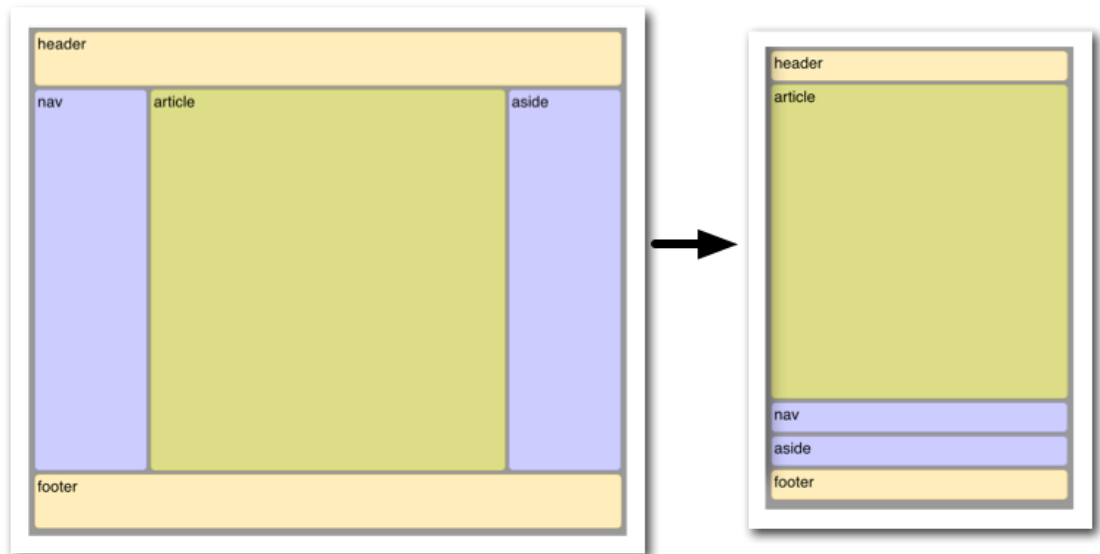 header
nav
article
aside
footer
header
article
nav
aside
footer